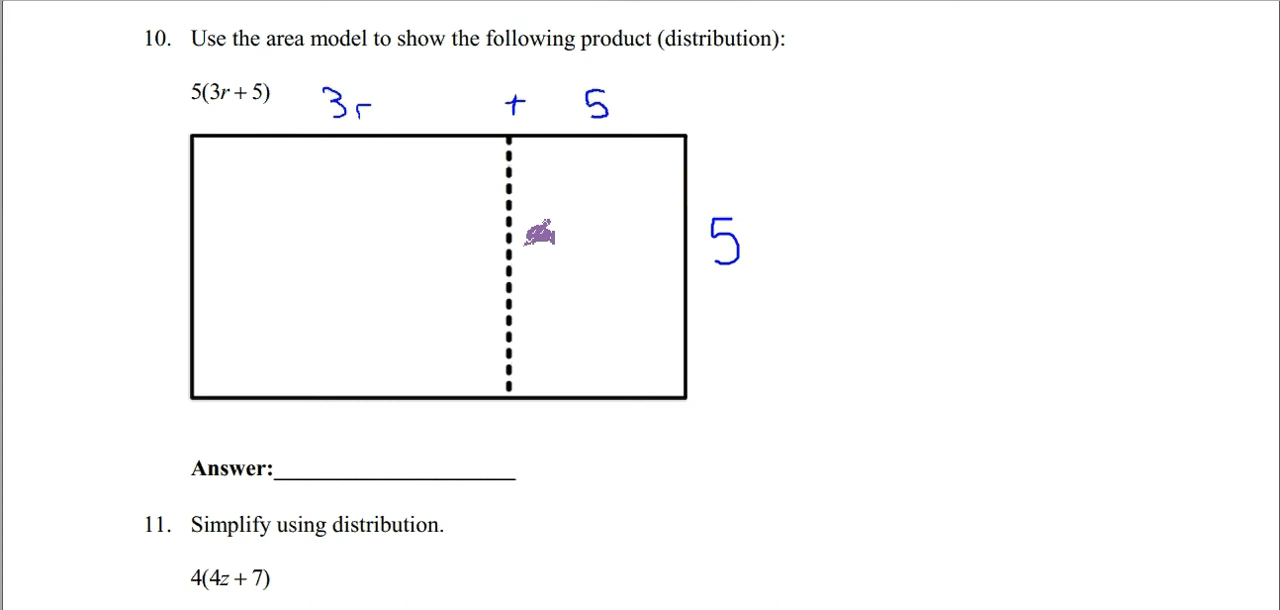 10. Use the area model to show the following product (distribution):
5(3r + 5)
3r + 5
5
Answer:____________________
11. Simplify using distribution.
4(4z + 7)